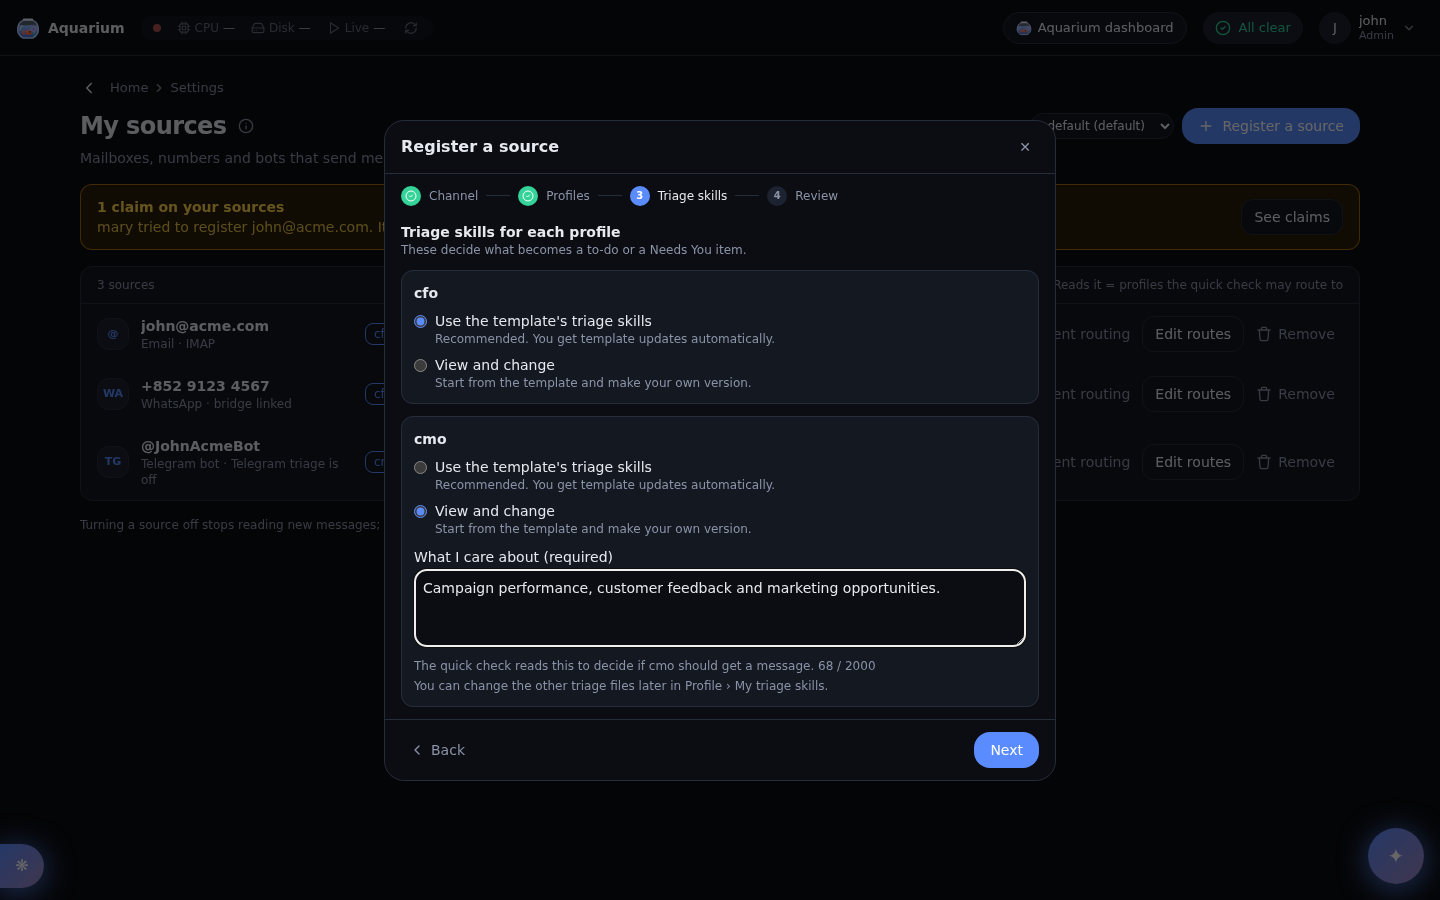 Aquarium
CPU —
Disk —
Live —
Aquarium dashboard
All clear
J
john
Admin
Home
Settings
My sources
default (default)
Register a source
Mailboxes, numbers and bots that send me
1 claim on your sources
mary tried to register john@acme.com.
See claims
3 sources
Reads it = profiles the quick check may route to
@
john@acme.com
Email · IMAP
routing
Edit routes
Remove
WA
+852 9123 4567
WhatsApp · bridge linked
routing
Edit routes
Remove
TG
@JohnAcmeBot
Telegram bot · Telegram triage is
off
routing
Edit routes
Remove
Turning a source off stops reading new messages;
Register a source
Channel
Profiles
3 Triage skills
4 Review
Triage skills for each profile
These decide what becomes a to-do or a Needs You item.
cfo
Use the template's triage skills
Recommended. You get template updates automatically.
View and change
Start from the template and make your own version.
cmo
Use the template's triage skills
Recommended. You get template updates automatically.
View and change
Start from the template and make your own version.
What I care about (required)
Campaign performance, customer feedback and marketing opportunities.
The quick check reads this to decide if cmo should get a message. 68 / 2000
You can change the other triage files later in Profile › My triage skills.
Back
Next